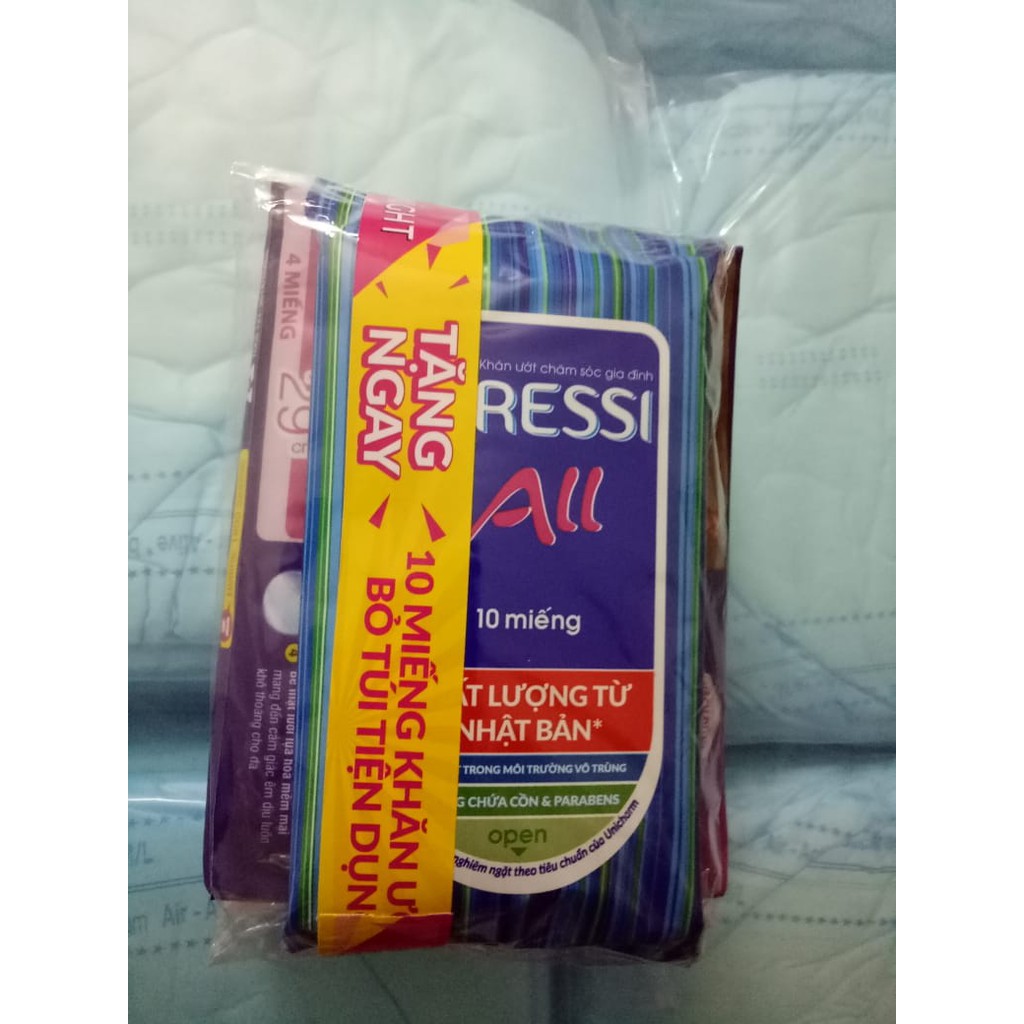 Khăn ướt chăm sóc gia đình
RESSI
All
10 miếng
ẤT LƯỢNG TỪ
NHẬT BẢN*
TRONG MÔI TRƯỜNG VÔ TRÙNG
CHỨA CỒN & PARABENS
open
nghiêm ngặt theo tiêu chuẩn của Unicharm
GHT
TẶNG
NGAY
10 MIẾNG KHĂN Ư
BỎ TÚI TIỆN DỤN
4 MIẾNG
29
4
mang đến cảm giác êm dịu luôn
khô thoáng cho da